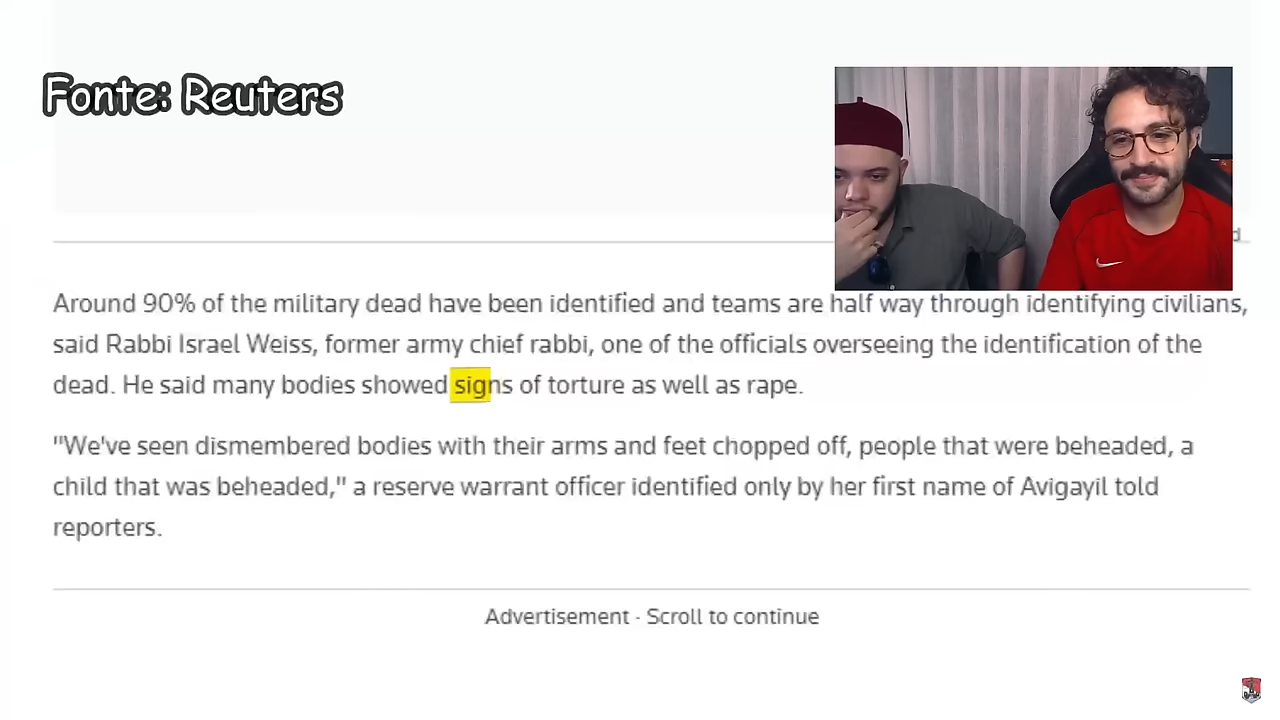 Fonte: Reuters
Around 90% of the military dead have been identified and teams are half way through identifying civilians,
said Rabbi Israel Weiss, former army chief rabbi, one of the officials overseeing the identification of the
dead. He said many bodies showed signs of torture as well as rape.
"We've seen dismembered bodies with their arms and feet chopped off, people that were beheaded, a
child that was beheaded," a reserve warrant officer identified only by her first name of Avigayil told
reporters.
Advertisement · Scroll to continue